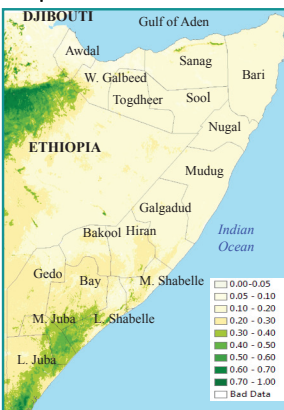 DJIBOUTI
Gulf of Aden
Awdal
Sanag
W. Galbeed
Bari
Togdheer
Sool
Nugal
ETHIOPIA
Mudug
Galgadud
Indian
Ocean
Bakool
Hiran
Gedo
Bay
M. Shabelle
M. Juba
L. Shabelle
L. Juba
0.00-0.05
0.05 - 0.10
0.10 - 0.20
0.20 - 0.30
0.30 - 0.40
0.40 - 0.50
0.50 - 0.60
0.60 - 0.70
0.70 - 1.00
Bad Data